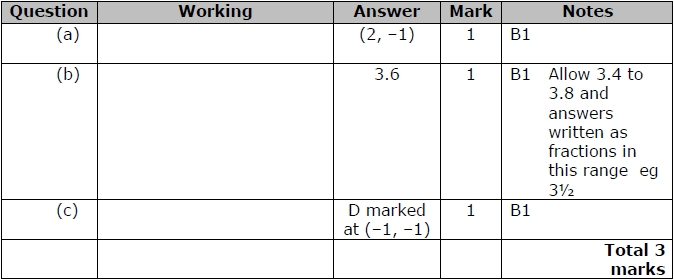 Question Working Answer Mark Notes
(a) (2, –1) 1 B1
(b) 3.6 1 B1 Allow 3.4 to
3.8 and
answers
written as
fractions in
this range eg
3½
(c) D marked 1 B1
at (–1, –1)
Total 3
marks